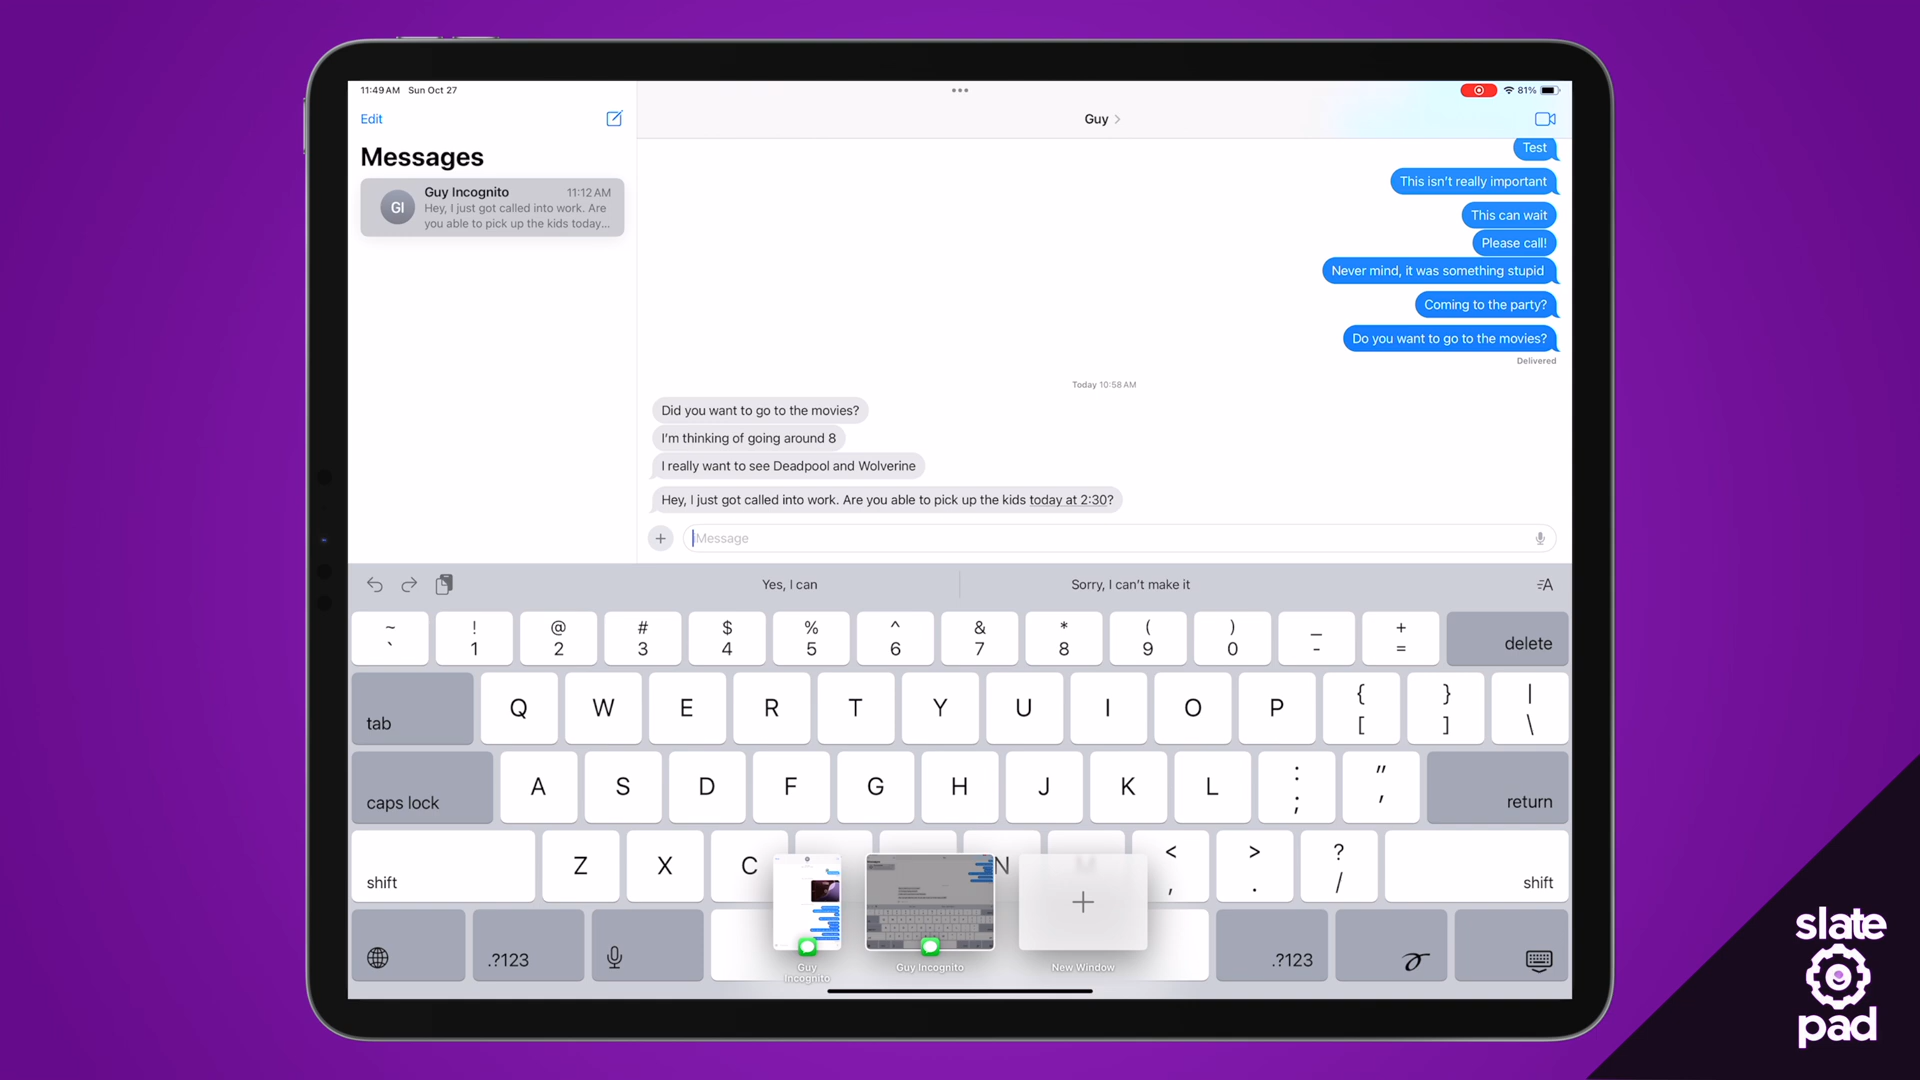 11:49 AM Sun Oct 27
81%
Edit
Guy
Messages
Guy Incognito 11:12 AM
GI
Hey, I just got called into work. Are
you able to pick up the kids today...
Test
This isn't really important
This can wait
Please call!
Never mind, it was something stupid
Coming to the party?
Do you want to go to the movies?
Delivered
Today 10:58 AM
Did you want to go to the movies?
I'm thinking of going around 8
I really want to see Deadpool and Wolverine
Hey, I just got called into work. Are you able to pick up the kids today at 2:30?
iMessage
Yes, I can
Sorry, I can't make it
A
~ ! @ # $ % ^ & * ( ) _ +
` 1 2 3 4 5 6 7 8 9 0 - = delete
tab Q W E R T Y U I O P { [ } ] | \
caps lock A S D F G H J K L : ; " ' return
shift Z X C N M < , > . ? / shift
.?123 .?123
Guy
Incognito
Guy Incognito
New Window
slate
pad